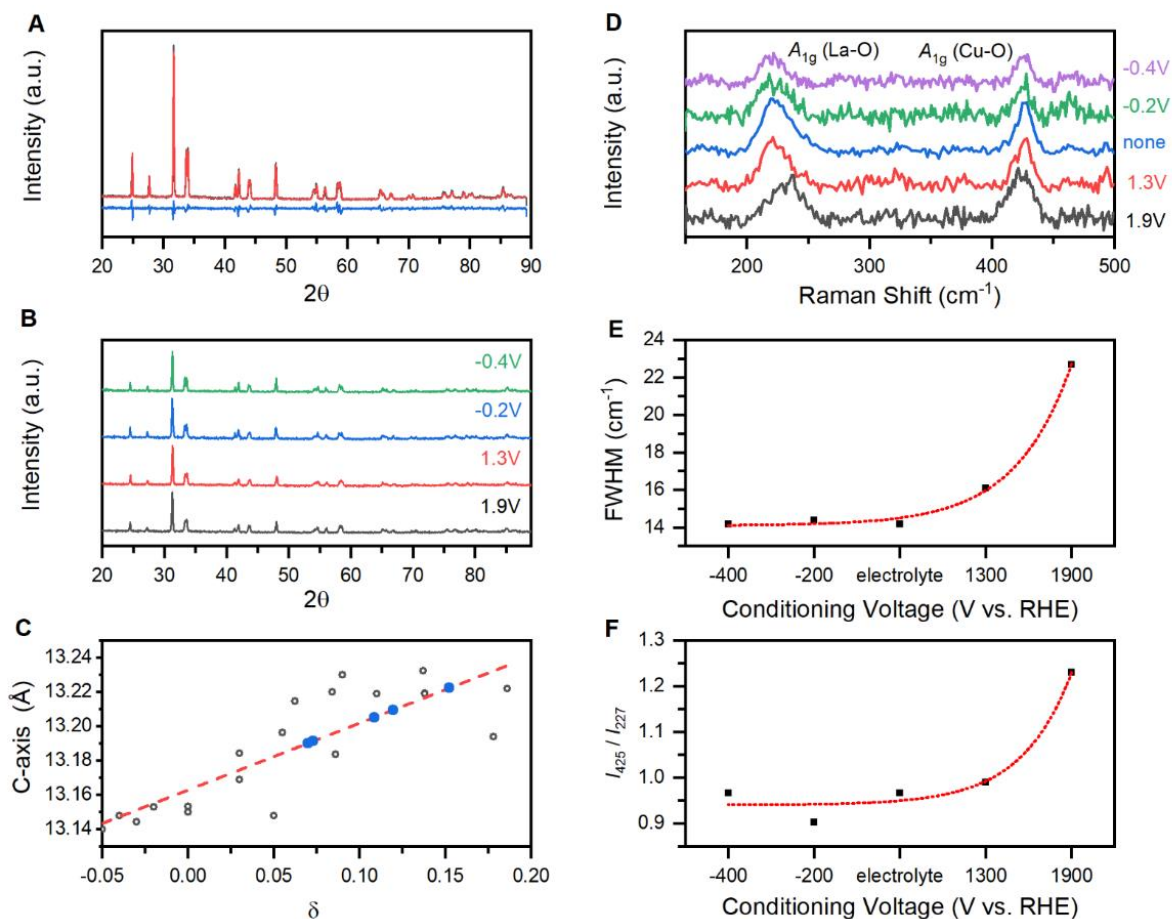 A
Intensity (a.u.)
20 30 40 50 60 70 80 90
2θ
B
Intensity (a.u.)
-0.4V
-0.2V
1.3V
1.9V
20 30 40 50 60 70 80
2θ
C
C-axis (Å)
13.24
13.22
13.20
13.18
13.16
13.14
-0.05 0.00 0.05 0.10 0.15 0.20
δ
D
Intensity (a.u.)
A1g (La-O) A1g (Cu-O)
-0.4V
-0.2V
none
1.3V
1.9V
200 300 400 500
Raman Shift (cm-1)
E
FWHM (cm-1)
24
22
20
18
16
14
-400 -200 electrolyte 1300 1900
Conditioning Voltage (V vs. RHE)
F
I425 / I227
1.3
1.2
1.1
1.0
0.9
-400 -200 electrolyte 1300 1900
Conditioning Voltage (V vs. RHE)